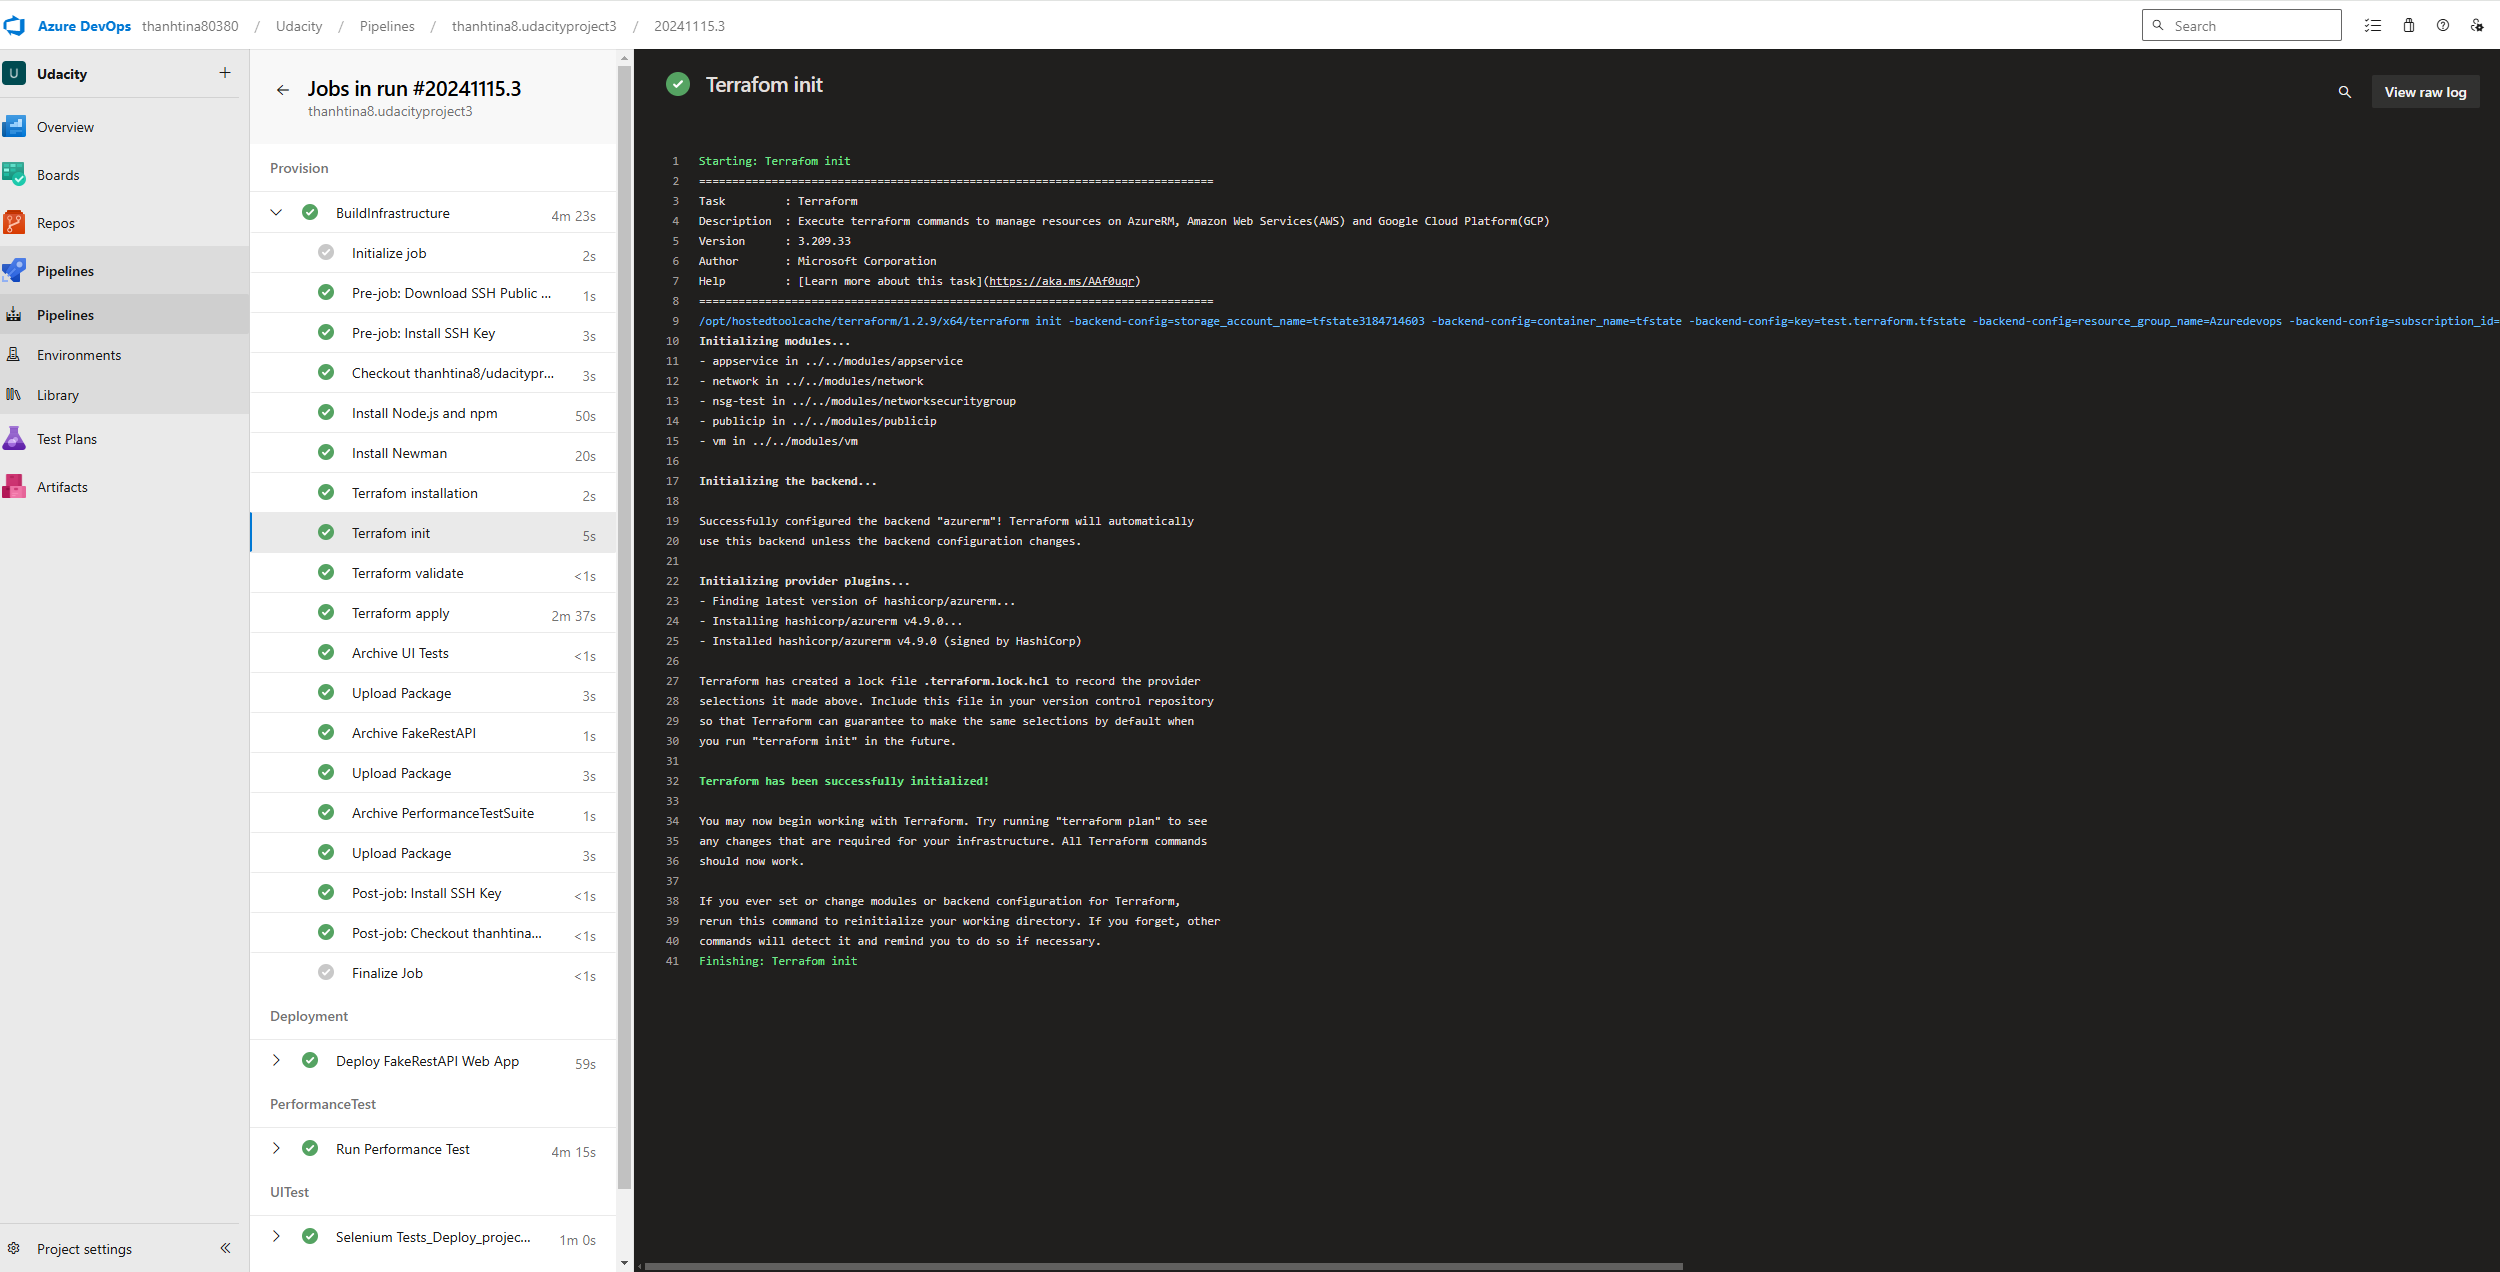 Azure DevOps thanhtina80380 / Udacity / Pipelines / thanhtina8.udacityproject3 / 20241115.3
Search
U Udacity +
Overview
Boards
Repos
Pipelines
Pipelines
Environments
Library
Test Plans
Artifacts
Project settings
Jobs in run #20241115.3
thanhtina8.udacityproject3
Provision
BuildInfrastructure 4m 23s
Initialize job 2s
Pre-job: Download SSH Public ... 1s
Pre-job: Install SSH Key 3s
Checkout thanhtina8/udacitypr... 3s
Install Node.js and npm 50s
Install Newman 20s
Terrafom installation 2s
Terrafom init 5s
Terraform validate <1s
Terraform apply 2m 37s
Archive UI Tests <1s
Upload Package 3s
Archive FakeRestAPI 1s
Upload Package 3s
Archive PerformanceTestSuite 1s
Upload Package 3s
Post-job: Install SSH Key <1s
Post-job: Checkout thanhtina... <1s
Finalize Job <1s
Deployment
Deploy FakeRestAPI Web App 59s
PerformanceTest
Run Performance Test 4m 15s
UITest
Selenium Tests_Deploy_projec... 1m 0s
Terrafom init
View raw log
1 Starting: Terrafom init
2 ==============================================================================
3 Task : Terraform
4 Description : Execute terraform commands to manage resources on AzureRM, Amazon Web Services(AWS) and Google Cloud Platform(GCP)
5 Version : 3.209.33
6 Author : Microsoft Corporation
7 Help : [Learn more about this task](https://aka.ms/AAf0uqr)
8 ==============================================================================
9 /opt/hostedtoolcache/terraform/1.2.9/x64/terraform init -backend-config=storage_account_name=tfstate3184714603 -backend-config=container_name=tfstate -backend-config=key=test.terraform.tfstate -backend-config=resource_group_name=Azuredevops -backend-config=subscription_id=
10 Initializing modules...
11 - appservice in ../../modules/appservice
12 - network in ../../modules/network
13 - nsg-test in ../../modules/networksecuritygroup
14 - publicip in ../../modules/publicip
15 - vm in ../../modules/vm
16
17 Initializing the backend...
18
19 Successfully configured the backend "azurerm"! Terraform will automatically
20 use this backend unless the backend configuration changes.
21
22 Initializing provider plugins...
23 - Finding latest version of hashicorp/azurerm...
24 - Installing hashicorp/azurerm v4.9.0...
25 - Installed hashicorp/azurerm v4.9.0 (signed by HashiCorp)
26
27 Terraform has created a lock file .terraform.lock.hcl to record the provider
28 selections it made above. Include this file in your version control repository
29 so that Terraform can guarantee to make the same selections by default when
30 you run "terraform init" in the future.
31
32 Terraform has been successfully initialized!
33
34 You may now begin working with Terraform. Try running "terraform plan" to see
35 any changes that are required for your infrastructure. All Terraform commands
36 should now work.
37
38 If you ever set or change modules or backend configuration for Terraform,
39 rerun this command to reinitialize your working directory. If you forget, other
40 commands will detect it and remind you to do so if necessary.
41 Finishing: Terrafom init